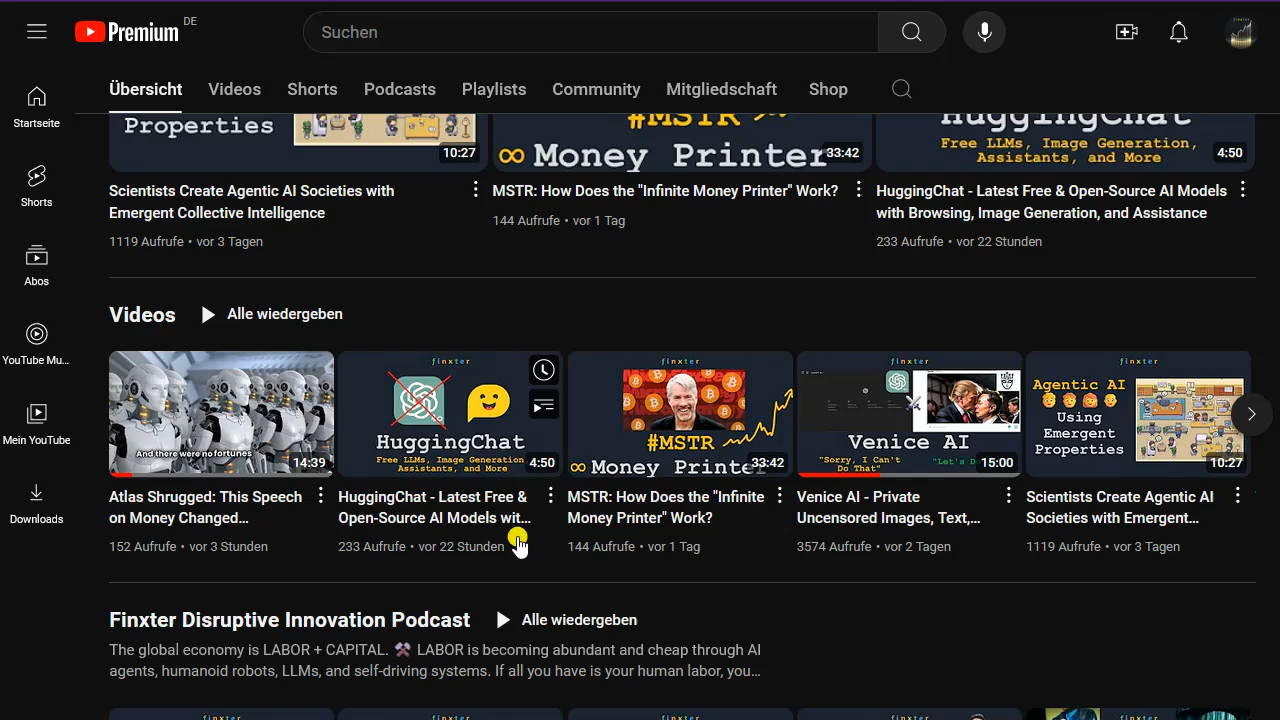 Premium DE
Suchen
Startseite
Shorts
Abos
YouTube Mu...
Mein YouTube
Downloads
Übersicht Videos Shorts Podcasts Playlists Community Mitgliedschaft Shop
Properties
10:27
#MSTR
∞ Money Printer
33:42
HuggingChat
Free LLMs, Image Generation,
Assistants, and More
4:50
Scientists Create Agentic AI Societies with
Emergent Collective Intelligence
1119 Aufrufe • vor 3 Tagen
MSTR: How Does the "Infinite Money Printer" Work?
144 Aufrufe • vor 1 Tag
HuggingChat - Latest Free & Open-Source AI Models
with Browsing, Image Generation, and Assistance
233 Aufrufe • vor 22 Stunden
Videos
Alle wiedergeben
And there were no fortunes
14:39
finxter
HuggingChat
Free LLMs, Image Generation
Assistants, and More
4:50
finxter
#MSTR
∞ Money Printer
33:42
finxter
Venice AI
"Sorry, I Can't
Do That"
"Let's
15:00
finxter
Agentic AI
Using
Emergent
Properties
10:27
Atlas Shrugged: This Speech
on Money Changed...
152 Aufrufe • vor 3 Stunden
HuggingChat - Latest Free &
Open-Source AI Models wit...
233 Aufrufe • vor 22 Stunden
MSTR: How Does the "Infinite
Money Printer" Work?
144 Aufrufe • vor 1 Tag
Venice AI - Private
Uncensored Images, Text,...
3574 Aufrufe • vor 2 Tagen
Scientists Create Agentic AI
Societies with Emergent...
1119 Aufrufe • vor 3 Tagen
Finxter Disruptive Innovation Podcast
Alle wiedergeben
The global economy is LABOR + CAPITAL. ⚒ LABOR is becoming abundant and cheap through AI
agents, humanoid robots, LLMs, and self-driving systems. If all you have is your human labor, you...
finxter finxter finxter finxter